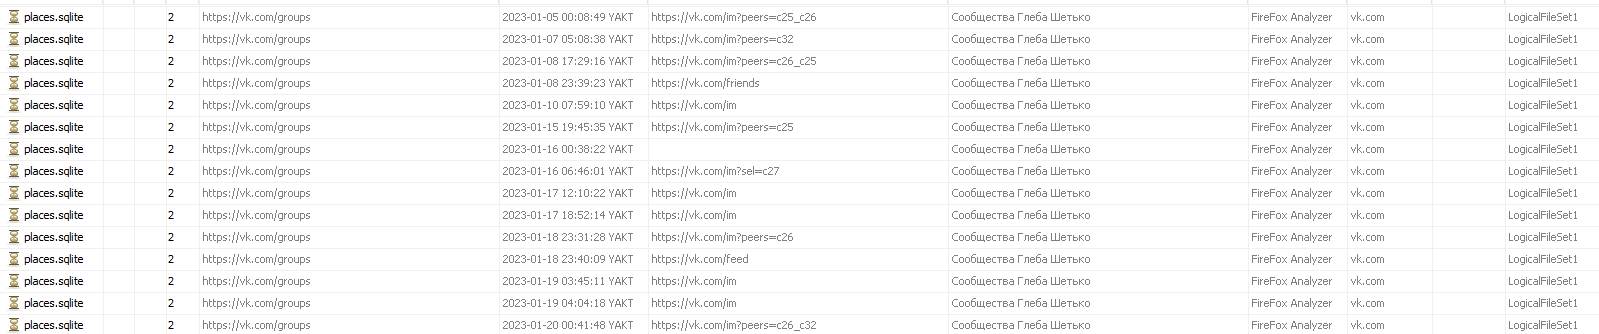 places.sqlite 2 https://vk.com/groups 2023-01-05 00:08:49 YAKT https://vk.com/im?peers=c25_c26 Сообщества Глеба Шетько FireFox Analyzer vk.com LogicalFileSet1
places.sqlite 2 https://vk.com/groups 2023-01-07 05:08:38 YAKT https://vk.com/im?peers=c32 Сообщества Глеба Шетько FireFox Analyzer vk.com LogicalFileSet1
places.sqlite 2 https://vk.com/groups 2023-01-08 17:29:16 YAKT https://vk.com/im?peers=c26_c25 Сообщества Глеба Шетько FireFox Analyzer vk.com LogicalFileSet1
places.sqlite 2 https://vk.com/groups 2023-01-08 23:39:23 YAKT https://vk.com/friends Сообщества Глеба Шетько FireFox Analyzer vk.com LogicalFileSet1
places.sqlite 2 https://vk.com/groups 2023-01-10 07:59:10 YAKT https://vk.com/im Сообщества Глеба Шетько FireFox Analyzer vk.com LogicalFileSet1
places.sqlite 2 https://vk.com/groups 2023-01-15 19:45:35 YAKT https://vk.com/im?peers=c25 Сообщества Глеба Шетько FireFox Analyzer vk.com LogicalFileSet1
places.sqlite 2 https://vk.com/groups 2023-01-16 00:38:22 YAKT Сообщества Глеба Шетько FireFox Analyzer vk.com LogicalFileSet1
places.sqlite 2 https://vk.com/groups 2023-01-16 06:46:01 YAKT https://vk.com/im?sel=c27 Сообщества Глеба Шетько FireFox Analyzer vk.com LogicalFileSet1
places.sqlite 2 https://vk.com/groups 2023-01-17 12:10:22 YAKT https://vk.com/im Сообщества Глеба Шетько FireFox Analyzer vk.com LogicalFileSet1
places.sqlite 2 https://vk.com/groups 2023-01-17 18:52:14 YAKT https://vk.com/im Сообщества Глеба Шетько FireFox Analyzer vk.com LogicalFileSet1
places.sqlite 2 https://vk.com/groups 2023-01-18 23:31:28 YAKT https://vk.com/im?peers=c26 Сообщества Глеба Шетько FireFox Analyzer vk.com LogicalFileSet1
places.sqlite 2 https://vk.com/groups 2023-01-18 23:40:09 YAKT https://vk.com/feed Сообщества Глеба Шетько FireFox Analyzer vk.com LogicalFileSet1
places.sqlite 2 https://vk.com/groups 2023-01-19 03:45:11 YAKT https://vk.com/im Сообщества Глеба Шетько FireFox Analyzer vk.com LogicalFileSet1
places.sqlite 2 https://vk.com/groups 2023-01-19 04:04:18 YAKT https://vk.com/im Сообщества Глеба Шетько FireFox Analyzer vk.com LogicalFileSet1
places.sqlite 2 https://vk.com/groups 2023-01-20 00:41:48 YAKT https://vk.com/im?peers=c26_c32 Сообщества Глеба Шетько FireFox Analyzer vk.com LogicalFileSet1